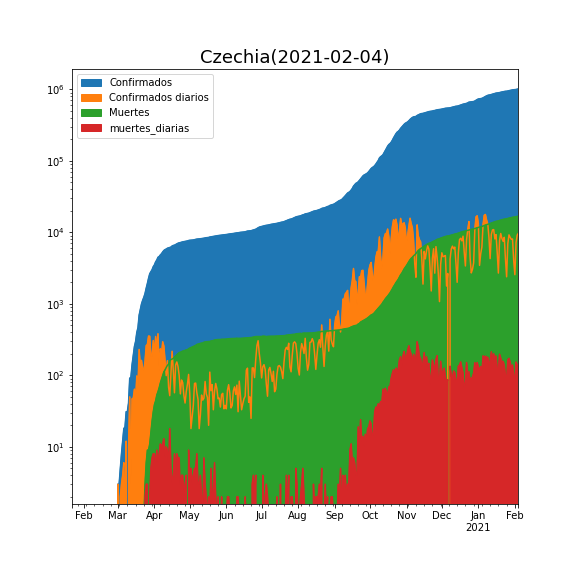 Czechia(2021-02-04)
Confirmados
Confirmados diarios
Muertes
muertes_diarias
10^6
10^5
10^4
10^3
10^2
10^1
Feb Mar Apr May Jun Jul Aug Sep Oct Nov Dec Jan Feb
2021